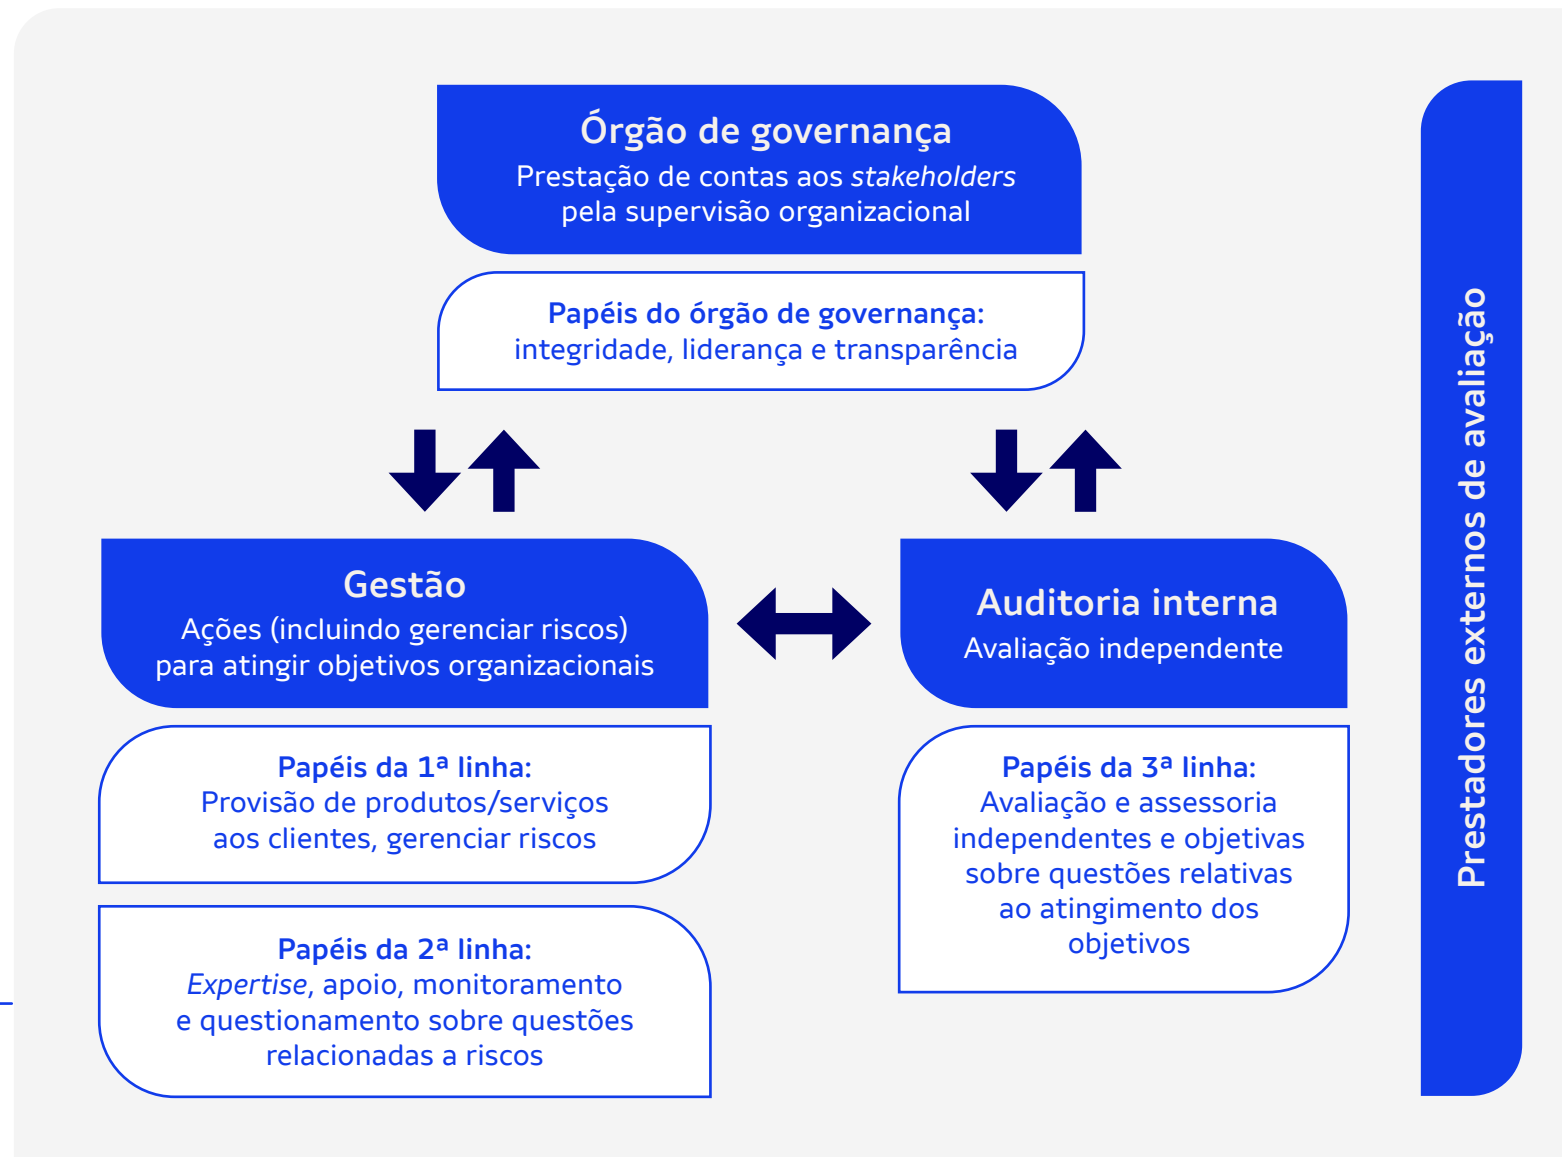 Órgão de governança
Prestação de contas aos stakeholders
pela supervisão organizacional
Papéis do órgão de governança:
integridade, liderança e transparência
Gestão
Ações (incluindo gerenciar riscos)
para atingir objetivos organizacionais
Papéis da 1ª linha:
Provisão de produtos/serviços
aos clientes, gerenciar riscos
Papéis da 2ª linha:
Expertise, apoio, monitoramento
e questionamento sobre questões
relacionadas a riscos
Auditoria interna
Avaliação independente
Papéis da 3ª linha:
Avaliação e assessoria
independentes e objetivas
sobre questões relativas
ao atingimento dos
objetivos
Prestadores externos de avaliação